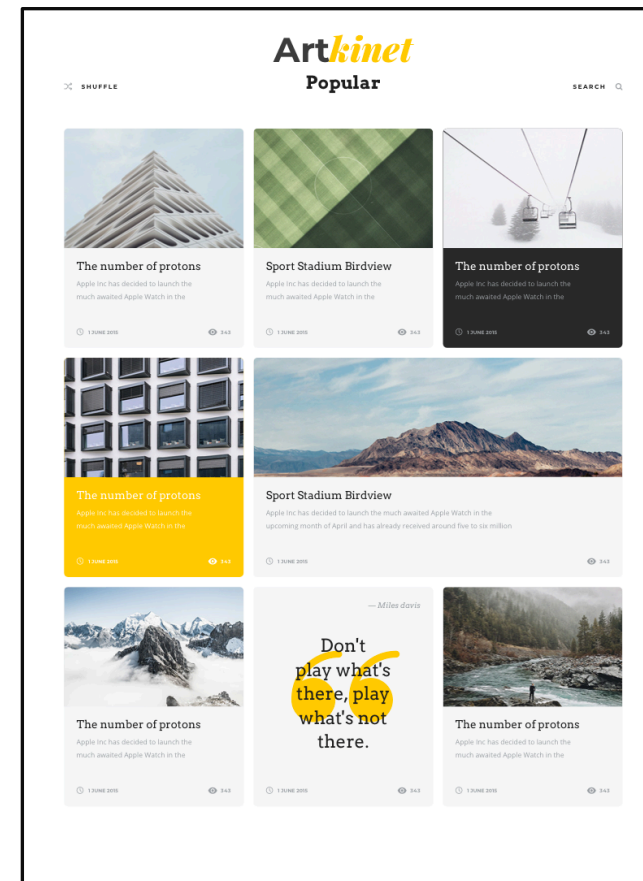 Artkinet
Popular
SHUFFLE
SEARCH
The number of protons
Apple Inc has decided to launch the
much awaited Apple Watch in the
1 JUNE 2015
343
Sport Stadium Birdview
Apple Inc has decided to launch the
much awaited Apple Watch in the
1 JUNE 2015
343
The number of protons
Apple Inc has decided to launch the
much awaited Apple Watch in the
1 JUNE 2015
343
The number of protons
Apple Inc has decided to launch the
much awaited Apple Watch in the
1 JUNE 2015
343
Sport Stadium Birdview
Apple Inc has decided to launch the much awaited Apple Watch in the
upcoming month of April and has already received around five to six million
1 JUNE 2015
343
The number of protons
Apple Inc has decided to launch the
much awaited Apple Watch in the
1 JUNE 2015
343
— Miles davis
Don't
play what's
there, play
what's not
there.
1 JUNE 2015
343
The number of protons
Apple Inc has decided to launch the
much awaited Apple Watch in the
1 JUNE 2015
343